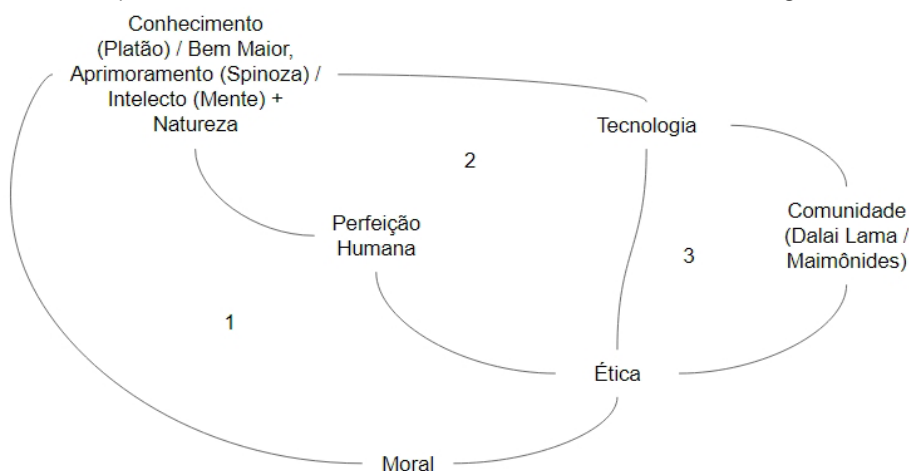 Conhecimento
(Platão) / Bem Maior,
Aprimoramento (Spinoza) /
Intelecto (Mente) +
Natureza
Tecnologia
2
Comunidade
(Dalai Lama /
Maimônides)
Perfeição
Humana
3
1
Ética
Moral